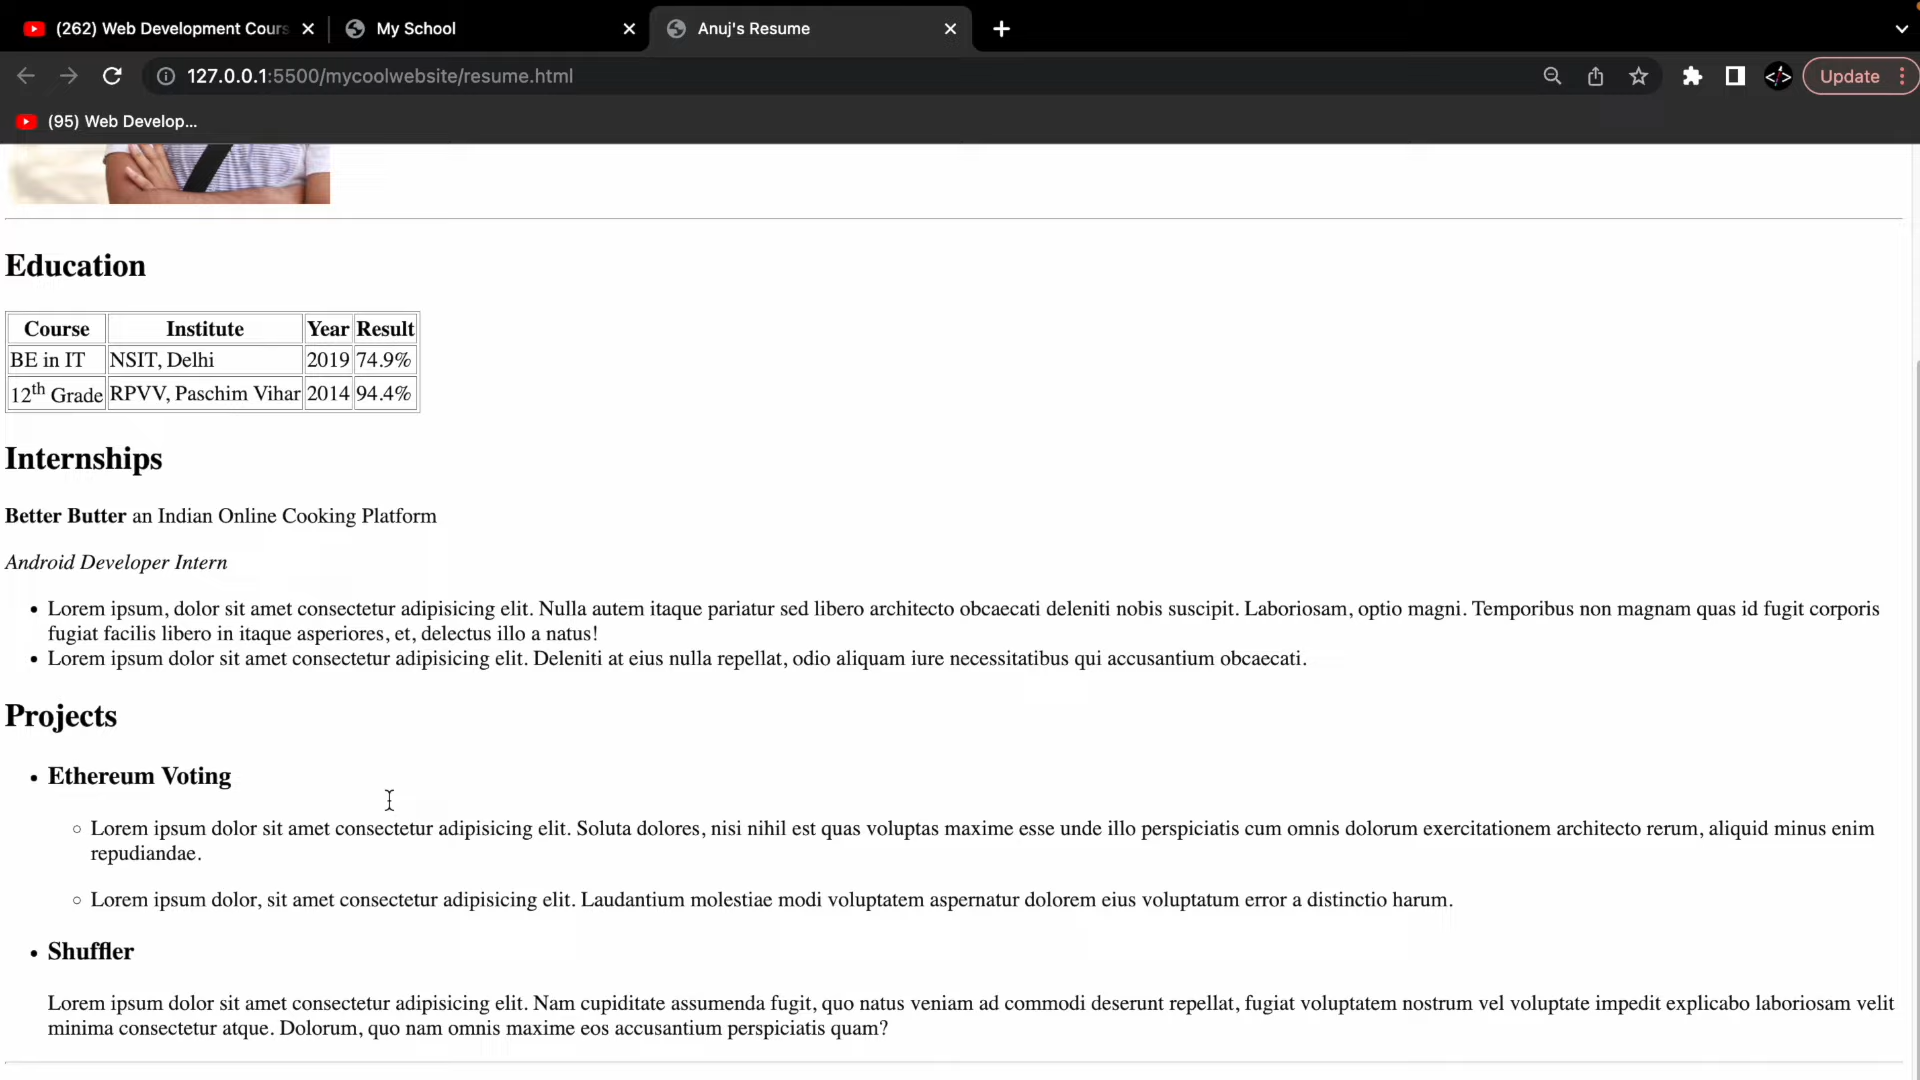 (262) Web Development Cours
My School
Anuj's Resume
127.0.0.1:5500/mycoolwebsite/resume.html
Update
(95) Web Develop...
Education
Course Institute Year Result
BE in IT NSIT, Delhi 2019 74.9%
12th Grade RPVV, Paschim Vihar 2014 94.4%
Internships
Better Butter an Indian Online Cooking Platform
Android Developer Intern
• Lorem ipsum, dolor sit amet consectetur adipisicing elit. Nulla autem itaque pariatur sed libero architecto obcaecati deleniti nobis suscipit. Laboriosam, optio magni. Temporibus non magnam quas id fugit corporis
fugiat facilis libero in itaque asperiores, et, delectus illo a natus!
• Lorem ipsum dolor sit amet consectetur adipisicing elit. Deleniti at eius nulla repellat, odio aliquam iure necessitatibus qui accusantium obcaecati.
Projects
• Ethereum Voting
○ Lorem ipsum dolor sit amet consectetur adipisicing elit. Soluta dolores, nisi nihil est quas voluptas maxime esse unde illo perspiciatis cum omnis dolorum exercitationem architecto rerum, aliquid minus enim
repudiandae.
○ Lorem ipsum dolor, sit amet consectetur adipisicing elit. Laudantium molestiae modi voluptatem aspernatur dolorem eius voluptatum error a distinctio harum.
• Shuffler
Lorem ipsum dolor sit amet consectetur adipisicing elit. Nam cupiditate assumenda fugit, quo natus veniam ad commodi deserunt repellat, fugiat voluptatem nostrum vel voluptate impedit explicabo laboriosam velit
minima consectetur atque. Dolorum, quo nam omnis maxime eos accusantium perspiciatis quam?